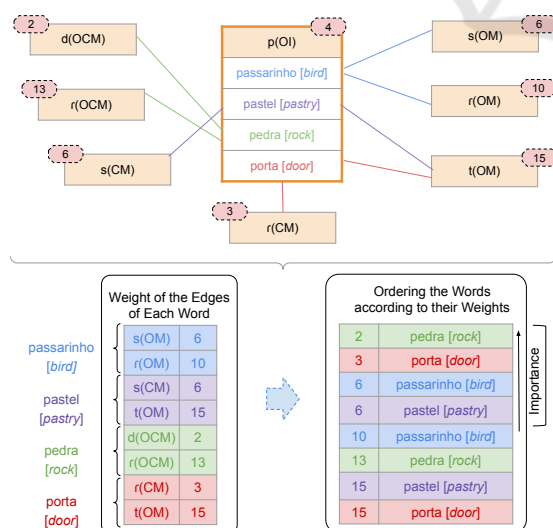 2
d(OCM)
13
r(OCM)
6
s(CM)
4
p(OI)
passarinho [bird]
pastel [pastry]
pedra [rock]
porta [door]
3
r(CM)
6
s(OM)
10
r(OM)
15
t(OM)
Weight of the Edges
of Each Word
passarinho
[bird]
s(OM) 6
r(OM) 10
pastel
[pastry]
s(CM) 6
t(OM) 15
pedra
[rock]
d(OCM) 2
r(OCM) 13
porta
[door]
r(CM) 3
t(OM) 15
Ordering the Words
according to their Weights
2 pedra [rock]
3 porta [door]
6 passarinho [bird]
6 pastel [pastry]
10 passarinho [bird]
13 pedra [rock]
15 pastel [pastry]
15 porta [door]
Importance